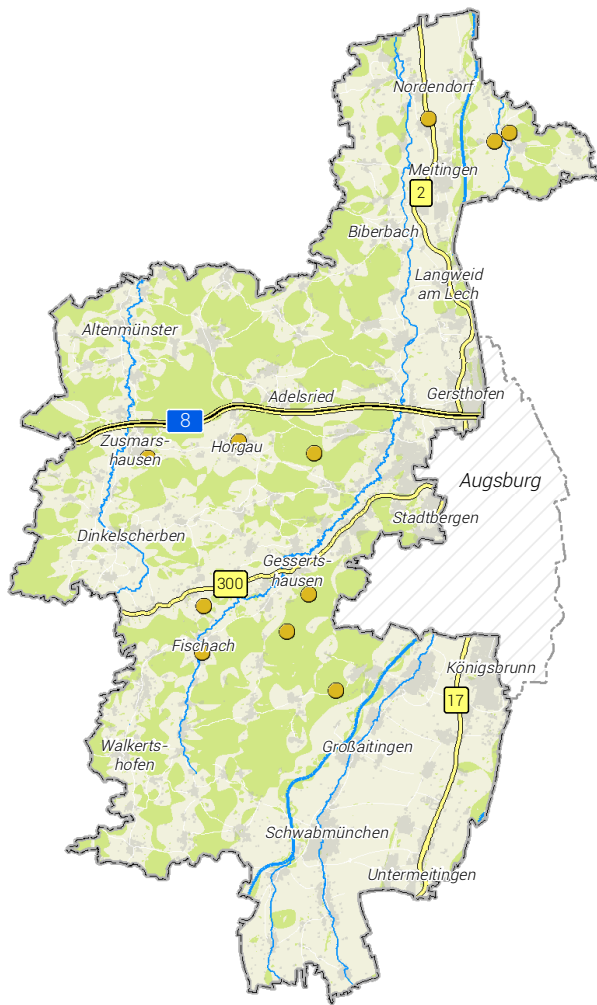 Nordendorf
Meitingen
2
Biberbach
Langweid
am Lech
Altenmünster
Adelsried
Gersthofen
8
Zusmars-
hausen
Horgau
Augsburg
Stadtbergen
Dinkelscherben
Gesserts-
hausen
300
Fischach
Königsbrunn
17
Walkerts-
hofen
Großaitingen
Schwabmünchen
Untermeitingen